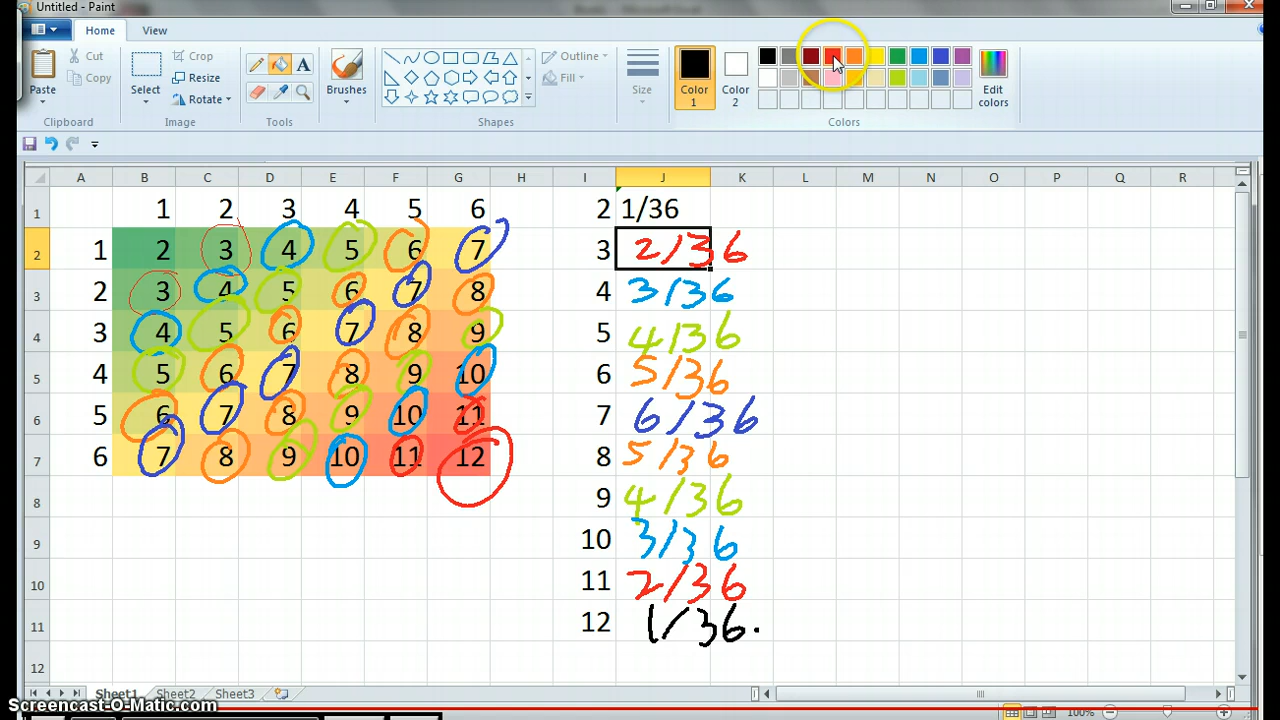 Untitled - Paint
Home View
Paste
Cut
Copy
Clipboard
Select
Crop
Resize
Rotate
Image
A
Tools
Brushes
Outline
Fill
Shapes
Size
Color 1
Color 2
Edit colors
Colors
A B C D E F G H I J K L M N O P Q R
1 1 2 3 4 5 6 2 1/36
2 1 2 3 4 5 6 7 3 2/36
3 2 3 4 5 6 7 8 4 3/36
4 3 4 5 6 7 8 9 5 4/36
5 4 5 6 7 8 9 10 6 5/36
6 5 6 7 8 9 10 11 7 6/36
7 6 7 8 9 10 11 12 8 5/36
8 9 4/36
9 10 3/36
10 11 2/36
11 12 1/36.
12
Sheet1 Sheet2 Sheet3
Screencast-O-Matic.com
100%